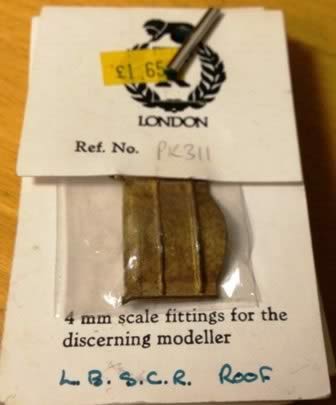 £1.65
LONDON
Ref. No. PK311
4 mm scale fittings for the
discerning modeller
L.B.S.C.R. ROOF